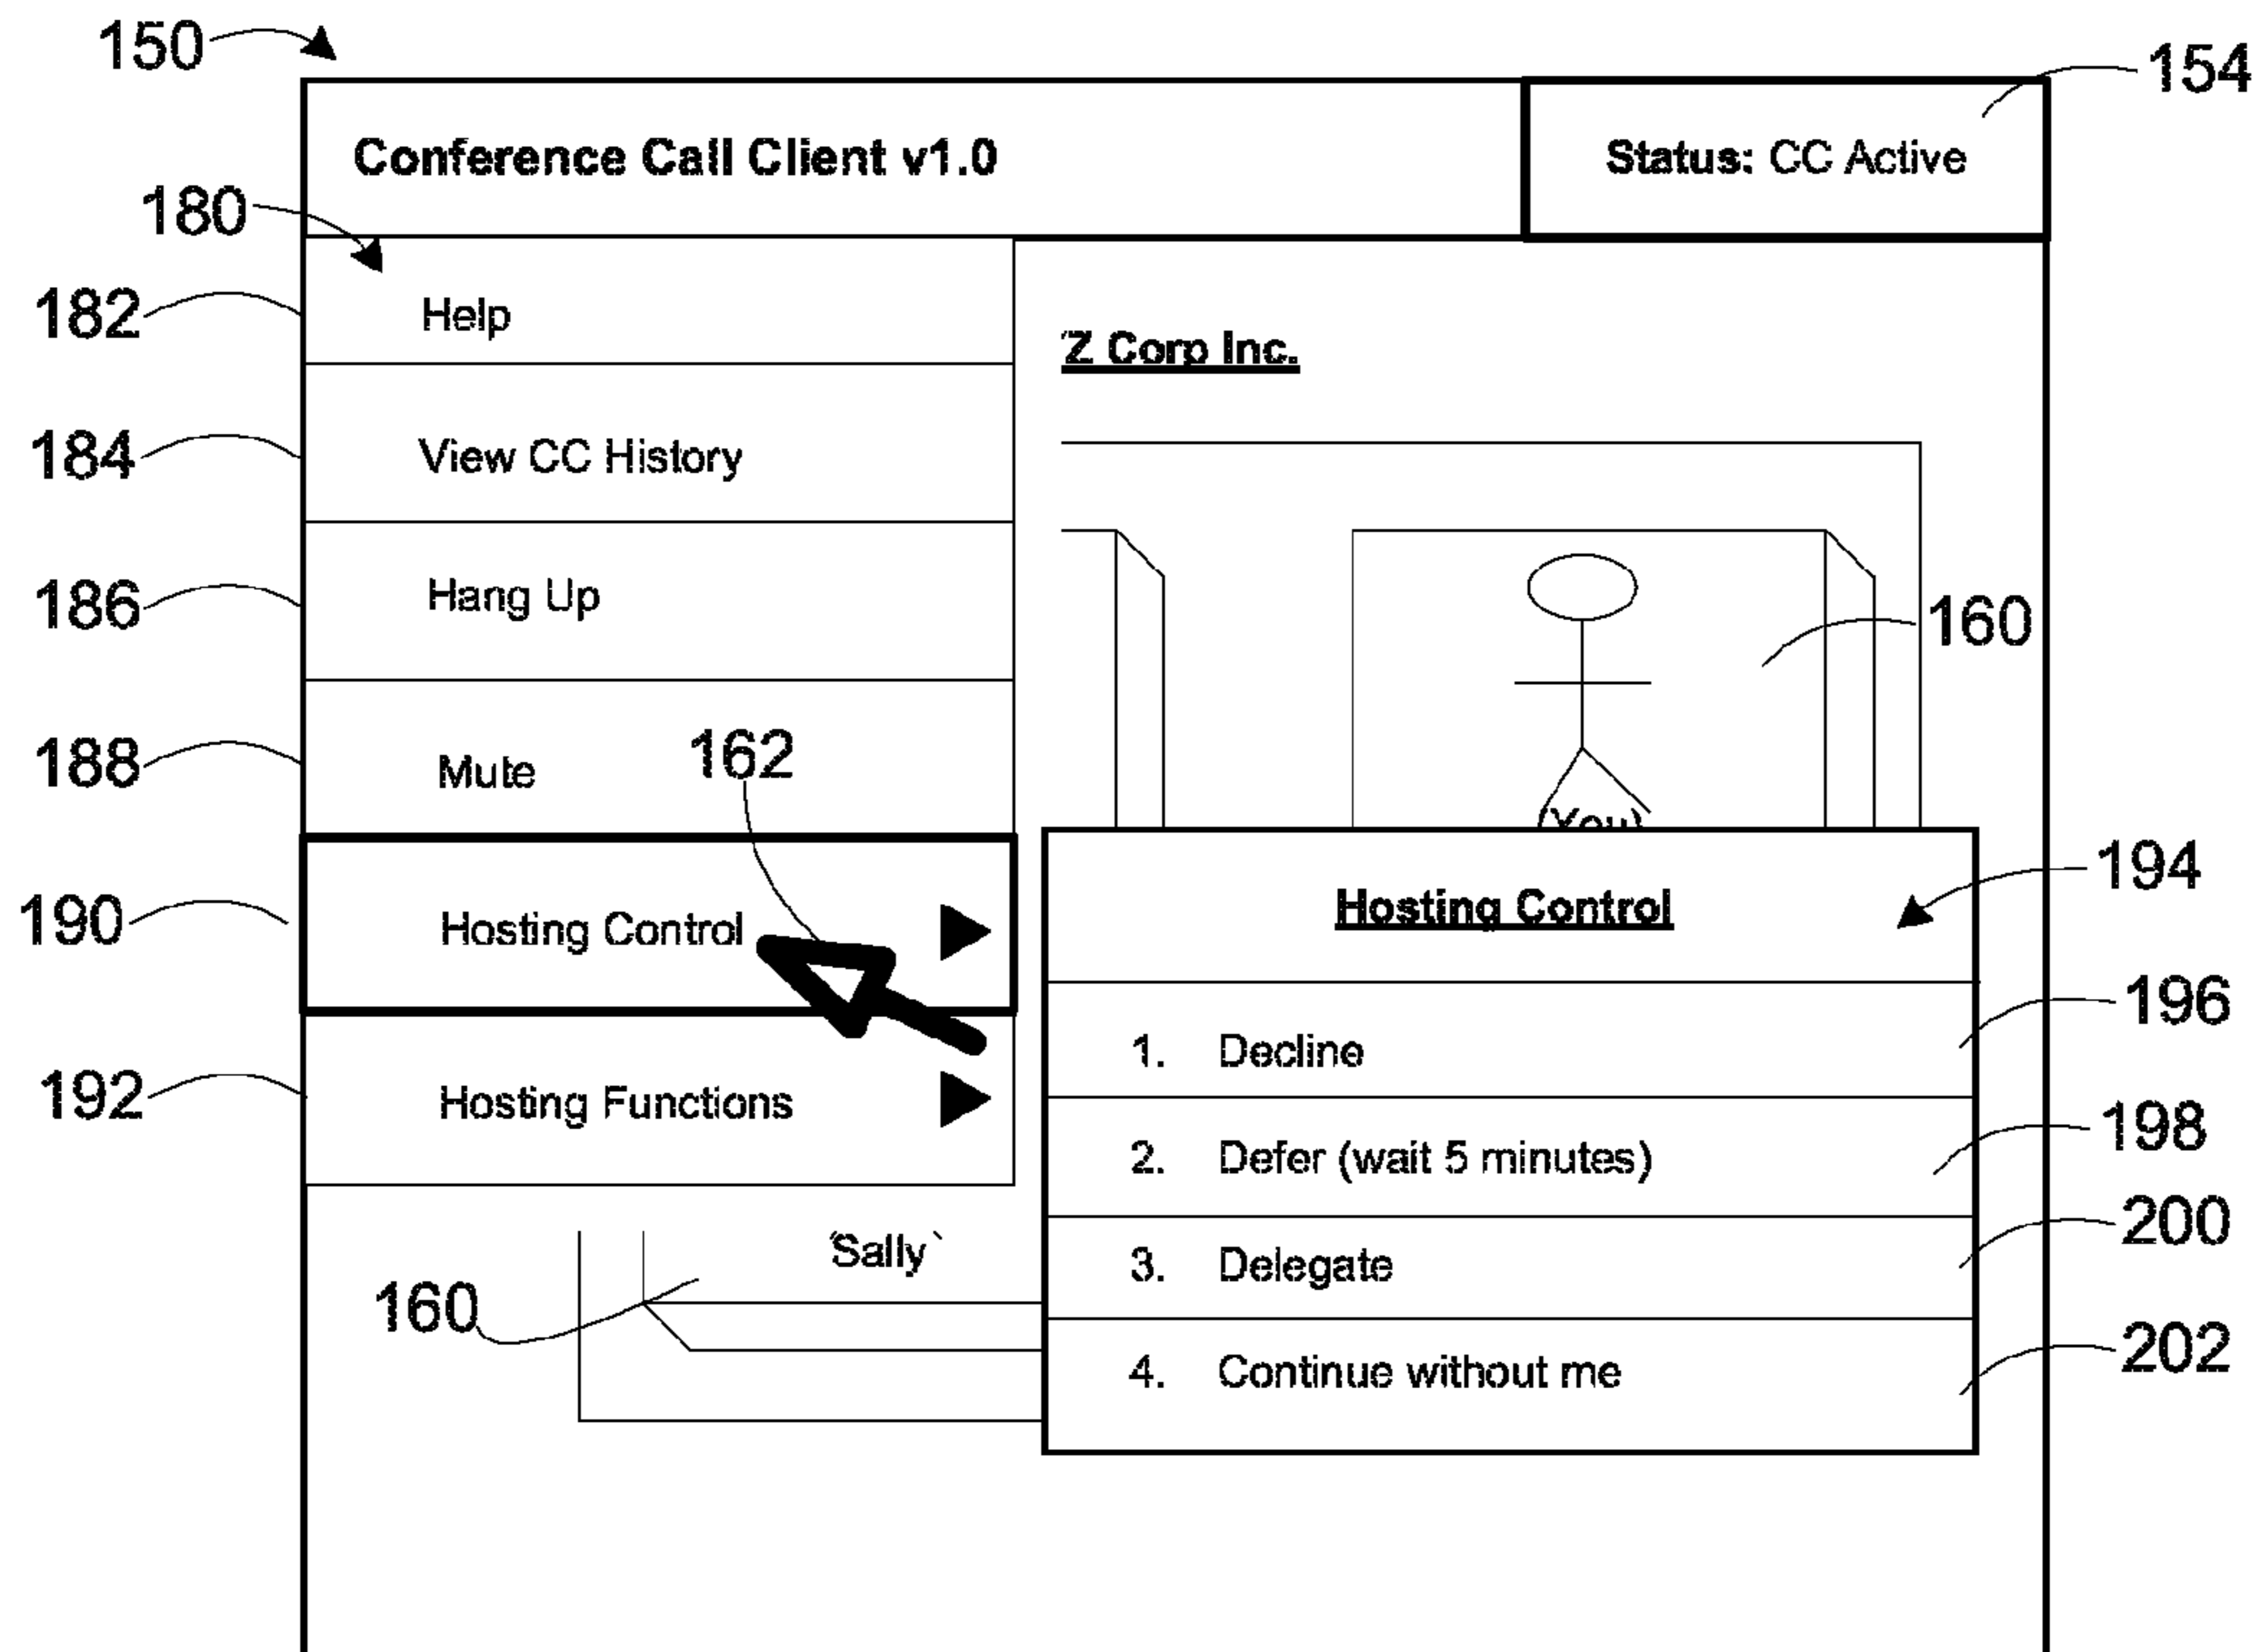 150
154
Conference Call Client v1.0
Status: CC Active
180
182
Help
Z Corp Inc.
184
View CC History
186
Hang Up
160
188
Mute
162
(You)
190
Hosting Control
194
Hosting Control
196
1. Decline
192
Hosting Functions
198
2. Defer (wait 5 minutes)
200
Sally
3. Delegate
160
202
4. Continue without me